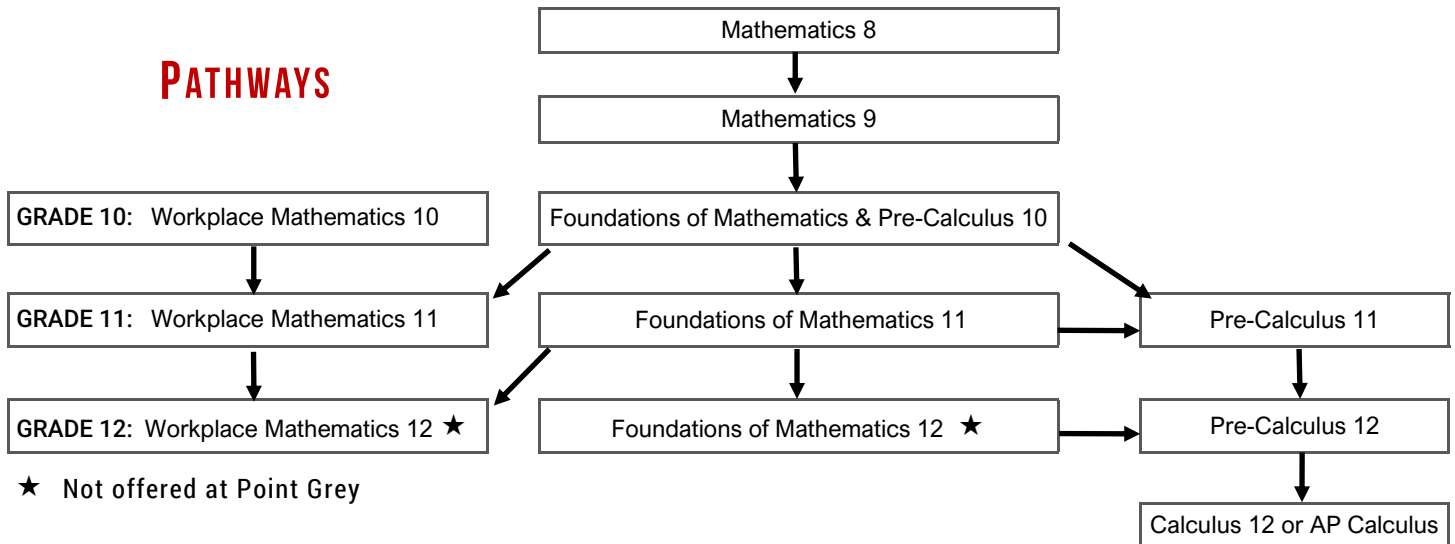 Mathematics 8
PATHWAYS
Mathematics 9
GRADE 10: Workplace Mathematics 10
Foundations of Mathematics & Pre-Calculus 10
GRADE 11: Workplace Mathematics 11
Foundations of Mathematics 11
Pre-Calculus 11
GRADE 12: Workplace Mathematics 12 ★
Foundations of Mathematics 12 ★
Pre-Calculus 12
★ Not offered at Point Grey
Calculus 12 or AP Calculus